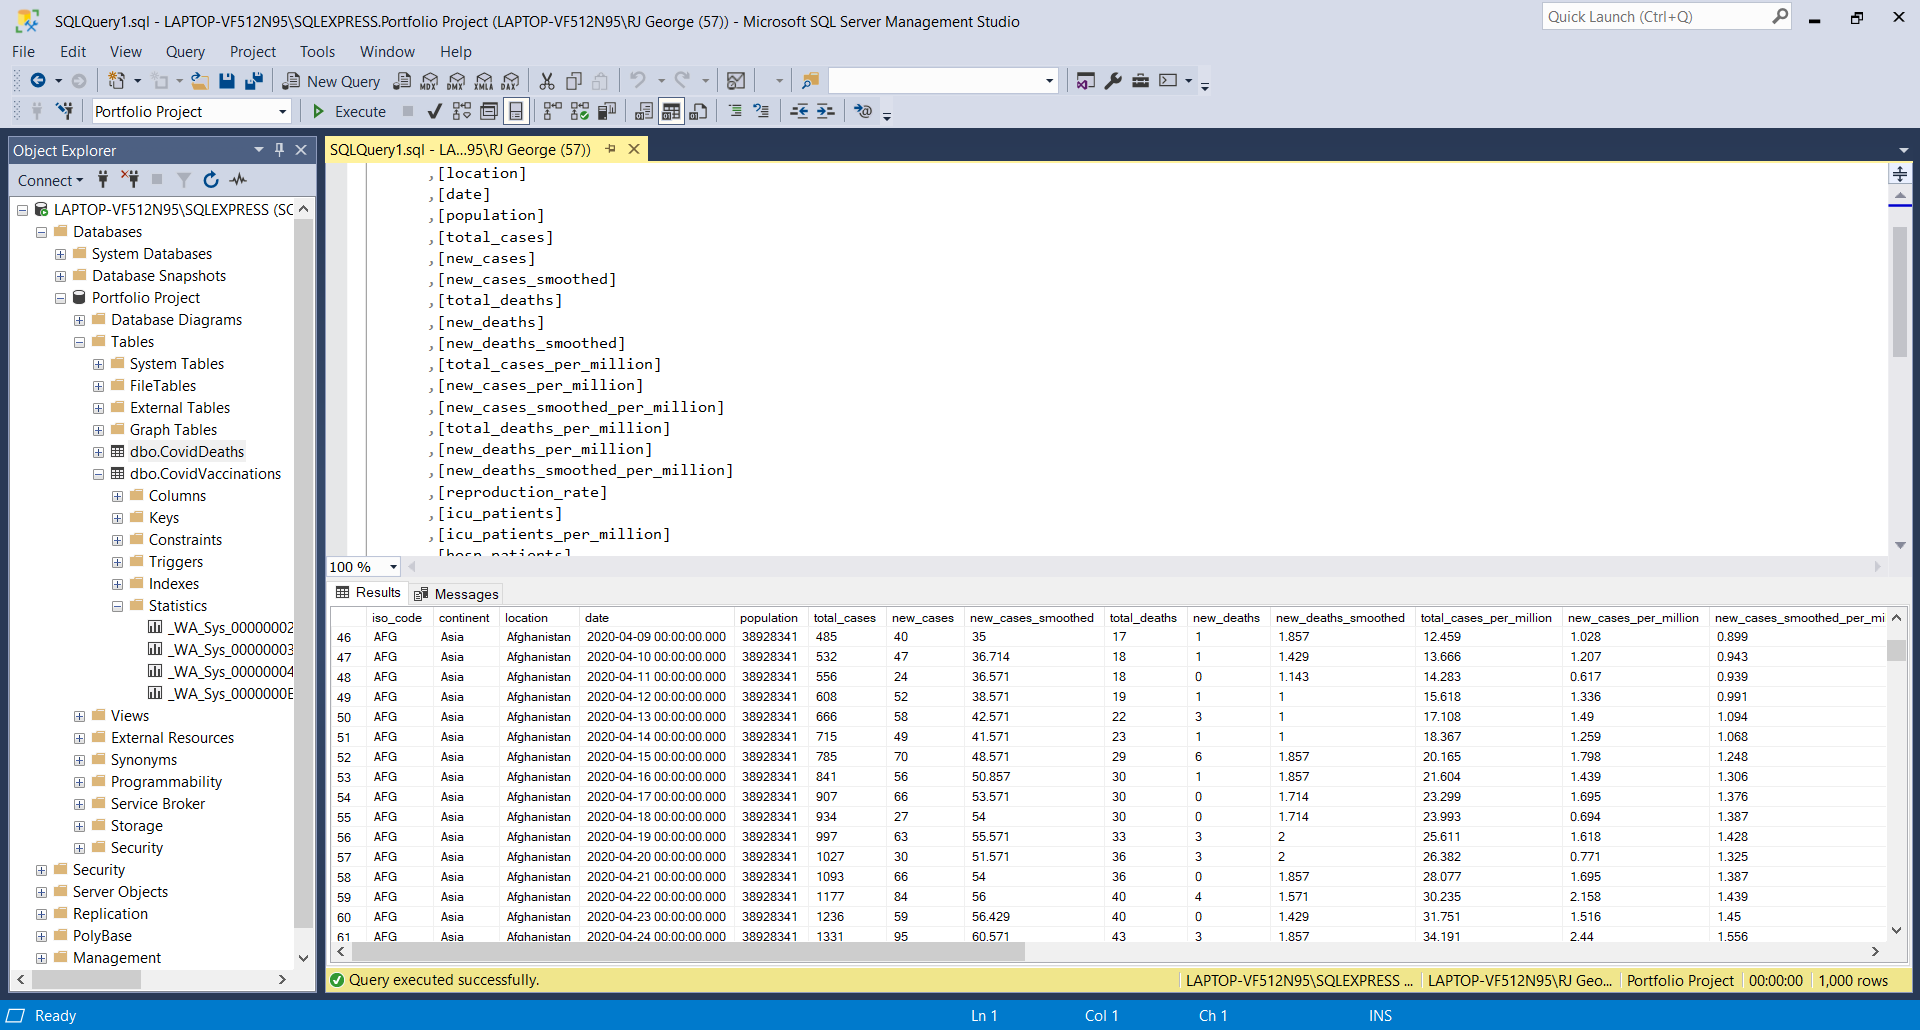 SQLQuery1.sql - LAPTOP-VF512N95\SQLEXPRESS.Portfolio Project (LAPTOP-VF512N95\RJ George (57)) - Microsoft SQL Server Management Studio
Quick Launch (Ctrl+Q)
File Edit View Query Project Tools Window Help
New Query MDX DMX XMLA DAX
Portfolio Project Execute
Object Explorer
Connect
LAPTOP-VF512N95\SQLEXPRESS (SC
Databases
System Databases
Database Snapshots
Portfolio Project
Database Diagrams
Tables
System Tables
FileTables
External Tables
Graph Tables
dbo.CovidDeaths
dbo.CovidVaccinations
Columns
Keys
Constraints
Triggers
Indexes
Statistics
_WA_Sys_00000002
_WA_Sys_00000003
_WA_Sys_00000004
_WA_Sys_0000000E
Views
External Resources
Synonyms
Programmability
Service Broker
Storage
Security
Security
Server Objects
Replication
PolyBase
Management
SQLQuery1.sql - LA...95\RJ George (57))
,[location]
,[date]
,[population]
,[total_cases]
,[new_cases]
,[new_cases_smoothed]
,[total_deaths]
,[new_deaths]
,[new_deaths_smoothed]
,[total_cases_per_million]
,[new_cases_per_million]
,[new_cases_smoothed_per_million]
,[total_deaths_per_million]
,[new_deaths_per_million]
,[new_deaths_smoothed_per_million]
,[reproduction_rate]
,[icu_patients]
,[icu_patients_per_million]
,[hosp_patients]
100 %
Results Messages
iso_code continent location date population total_cases new_cases new_cases_smoothed total_deaths new_deaths new_deaths_smoothed total_cases_per_million new_cases_per_million new_cases_smoothed_per_mi
46 AFG Asia Afghanistan 2020-04-09 00:00:00.000 38928341 485 40 35 17 1 1.857 12.459 1.028 0.899
47 AFG Asia Afghanistan 2020-04-10 00:00:00.000 38928341 532 47 36.714 18 1 1.429 13.666 1.207 0.943
48 AFG Asia Afghanistan 2020-04-11 00:00:00.000 38928341 556 24 36.571 18 0 1.143 14.283 0.617 0.939
49 AFG Asia Afghanistan 2020-04-12 00:00:00.000 38928341 608 52 38.571 19 1 1 15.618 1.336 0.991
50 AFG Asia Afghanistan 2020-04-13 00:00:00.000 38928341 666 58 42.571 22 3 1 17.108 1.49 1.094
51 AFG Asia Afghanistan 2020-04-14 00:00:00.000 38928341 715 49 41.571 23 1 1 18.367 1.259 1.068
52 AFG Asia Afghanistan 2020-04-15 00:00:00.000 38928341 785 70 48.571 29 6 1.857 20.165 1.798 1.248
53 AFG Asia Afghanistan 2020-04-16 00:00:00.000 38928341 841 56 50.857 30 1 1.857 21.604 1.439 1.306
54 AFG Asia Afghanistan 2020-04-17 00:00:00.000 38928341 907 66 53.571 30 0 1.714 23.299 1.695 1.376
55 AFG Asia Afghanistan 2020-04-18 00:00:00.000 38928341 934 27 54 30 0 1.714 23.993 0.694 1.387
56 AFG Asia Afghanistan 2020-04-19 00:00:00.000 38928341 997 63 55.571 33 3 2 25.611 1.618 1.428
57 AFG Asia Afghanistan 2020-04-20 00:00:00.000 38928341 1027 30 51.571 36 3 2 26.382 0.771 1.325
58 AFG Asia Afghanistan 2020-04-21 00:00:00.000 38928341 1093 66 54 36 0 1.857 28.077 1.695 1.387
59 AFG Asia Afghanistan 2020-04-22 00:00:00.000 38928341 1177 84 56 40 4 1.571 30.235 2.158 1.439
60 AFG Asia Afghanistan 2020-04-23 00:00:00.000 38928341 1236 59 56.429 40 0 1.429 31.751 1.516 1.45
61 AFG Asia Afghanistan 2020-04-24 00:00:00.000 38928341 1331 95 60.571 43 3 1.857 34.191 2.44 1.556
Query executed successfully. LAPTOP-VF512N95\SQLEXPRESS ... LAPTOP-VF512N95\RJ Geo... Portfolio Project 00:00:00 1,000 rows
Ready Ln 1 Col 1 Ch 1 INS